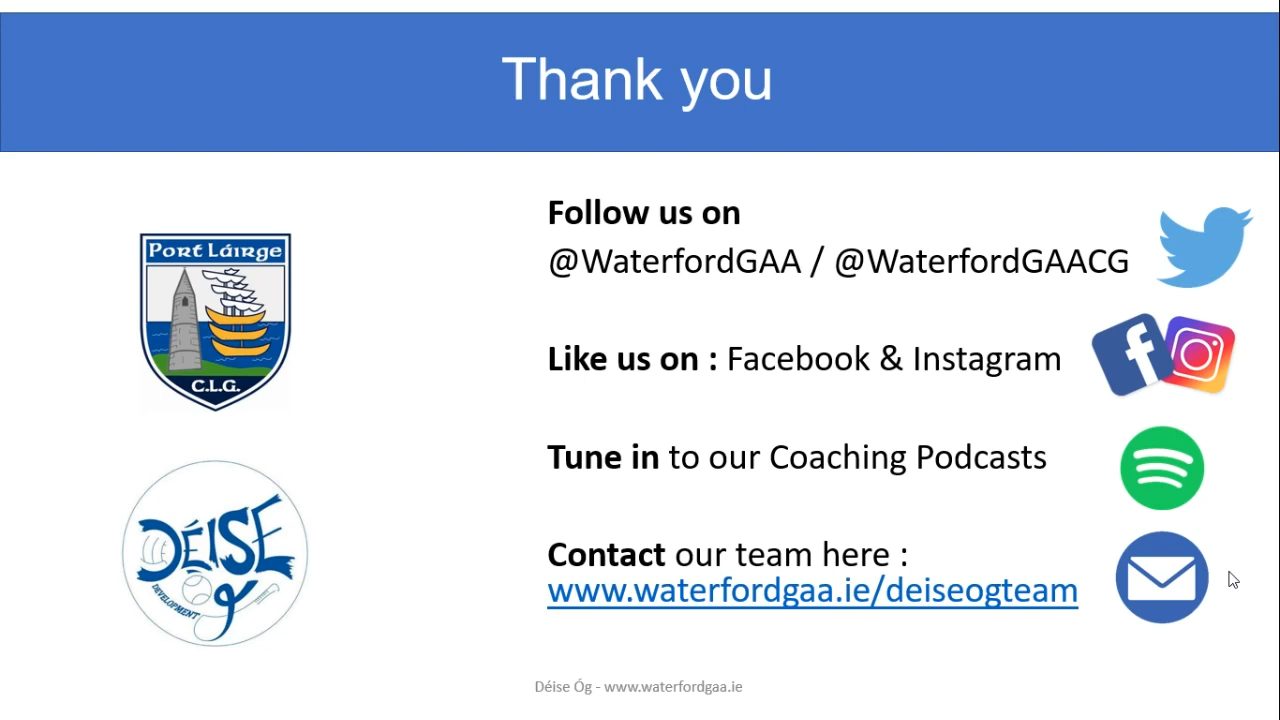 Thank you
Port Láirge
C.L.G.
DÉISE
óg
DEVELOPMENT
Follow us on
@WaterfordGAA / @WaterfordGAACG
Like us on : Facebook & Instagram
Tune in to our Coaching Podcasts
Contact our team here :
www.waterfordgaa.ie/deiseogteam
Déise Óg - www.waterfordgaa.ie